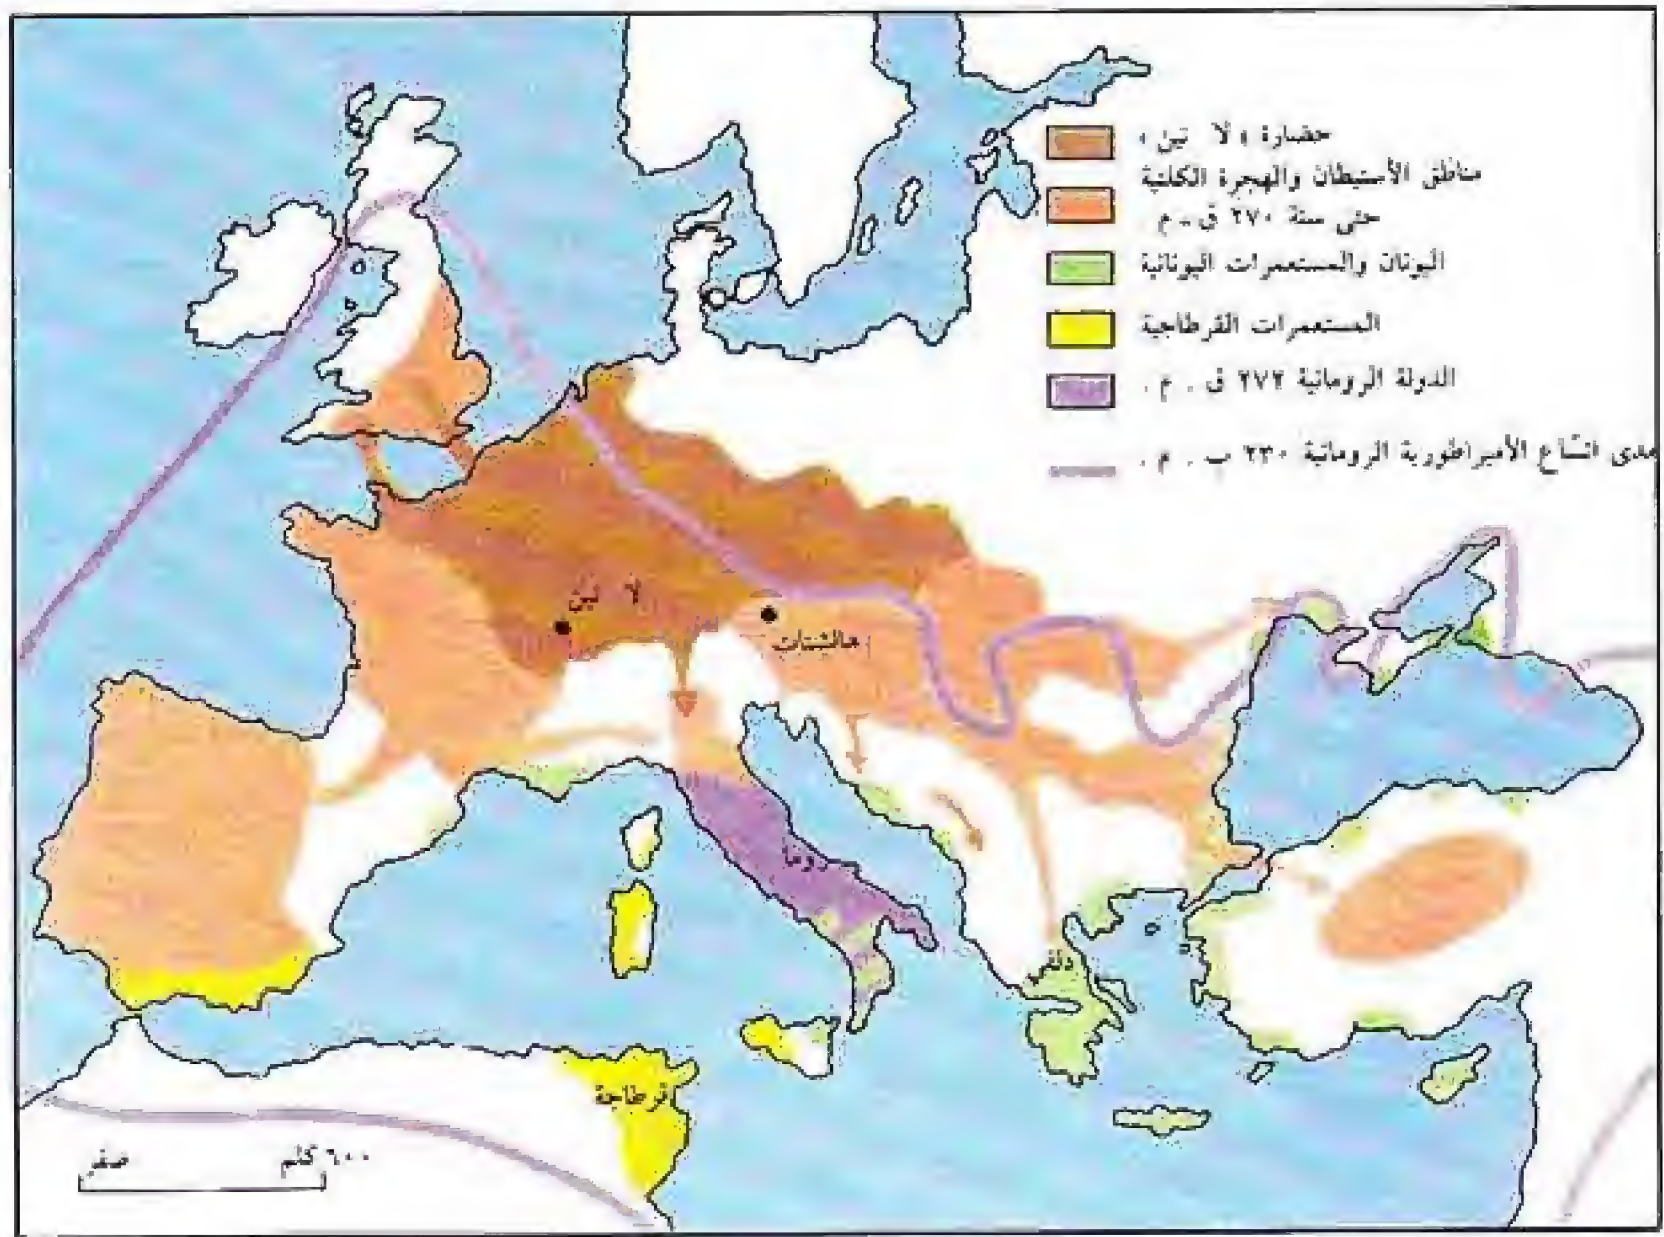 حضارة « لا تين »
مناطق الأستيطان والهجرة الكلتية
حتى سنة ٢٧٠ ق . م .
اليونان والمستعمرات اليونانية
المستعمرات القرطاجية
الدولة الرومانية ٢٧٢ ق . م .
مدى اتساع الأمبراطورية الرومانية ٢٣٠ ب . م .
لا تين
هالشتات
روما
دلفي
قرطاجة
صفر
٦٠٠ كلم